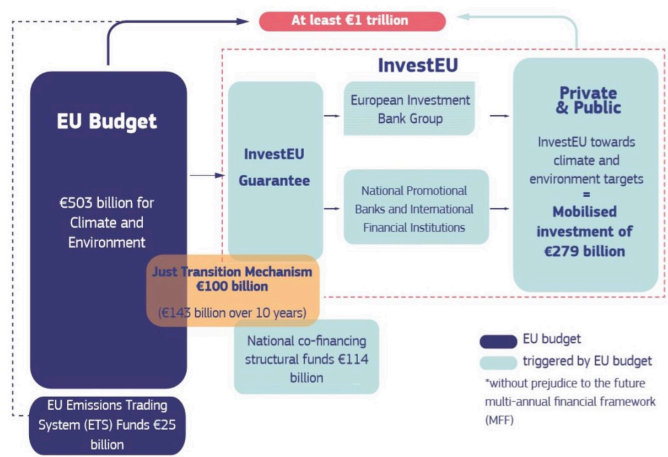 At least €1 trillion
InvestEU
EU Budget
€503 billion for
Climate and
Environment
InvestEU
Guarantee
European Investment
Bank Group
National Promotional
Banks and International
Financial Institutions
Private
& Public
InvestEU towards
climate and
environment targets
=
Mobilised
investment of
€279 billion
Just Transition Mechanism
€100 billion
(€143 billion over 10 years)
National co-financing
structural funds €114
billion
EU Emissions Trading
System (ETS) Funds €25
billion
EU budget
triggered by EU budget
*without prejudice to the future
multi-annual financial framework
(MFF)